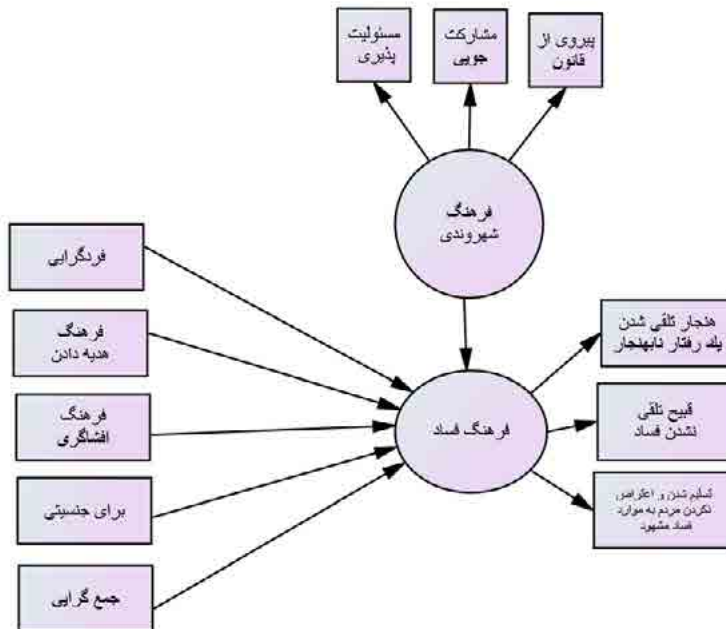 پیروی از
قانون
مشارکت
جویی
مسئولیت
پذیری
فرهنگ
شهروندی
فردگرایی
فرهنگ
هدیه دادن
فرهنگ
افشاگری
برای جنسیتی
جمع گرایی
فرهنگ فساد
هنجار تلقی شدن
یک رفتار نابهنجار
قبیح تلقی
نشدن فساد
تسلیم شدن و اعتراض
نکردن مردم به موارد
فساد مشهود